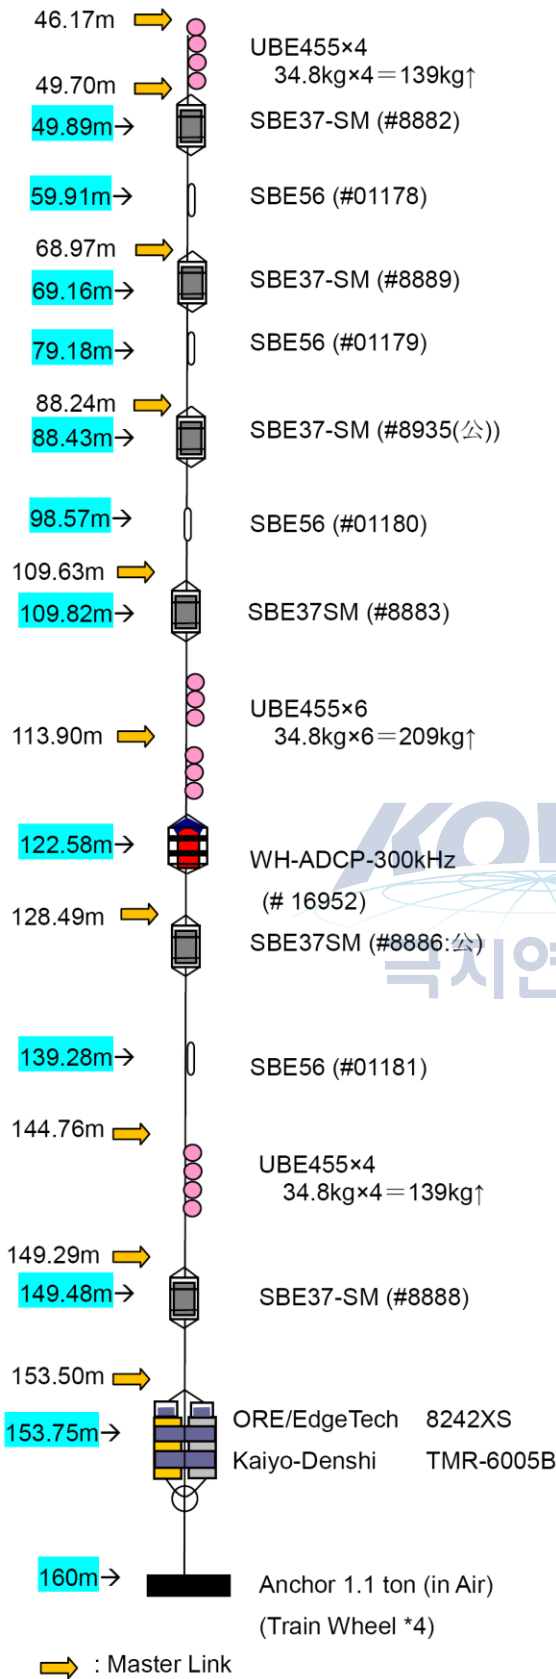 46.17m
UBE455×4
34.8kg×4＝139kg↑
49.70m
49.89m→ SBE37-SM (#8882)
59.91m→ SBE56 (#01178)
68.97m
69.16m→ SBE37-SM (#8889)
79.18m→ SBE56 (#01179)
88.24m
88.43m→ SBE37-SM (#8935(公))
98.57m→ SBE56 (#01180)
109.63m
109.82m→ SBE37SM (#8883)
UBE455×6
113.90m 34.8kg×6＝209kg↑
122.58m→ WH-ADCP-300kHz
(# 16952)
128.49m
SBE37SM (#8886:公)
극지연
139.28m→ SBE56 (#01181)
144.76m
UBE455×4
34.8kg×4＝139kg↑
149.29m
149.48m→ SBE37-SM (#8888)
153.50m
153.75m→ ORE/EdgeTech 8242XS
Kaiyo-Denshi TMR-6005B
160m→ Anchor 1.1 ton (in Air)
(Train Wheel *4)
: Master Link